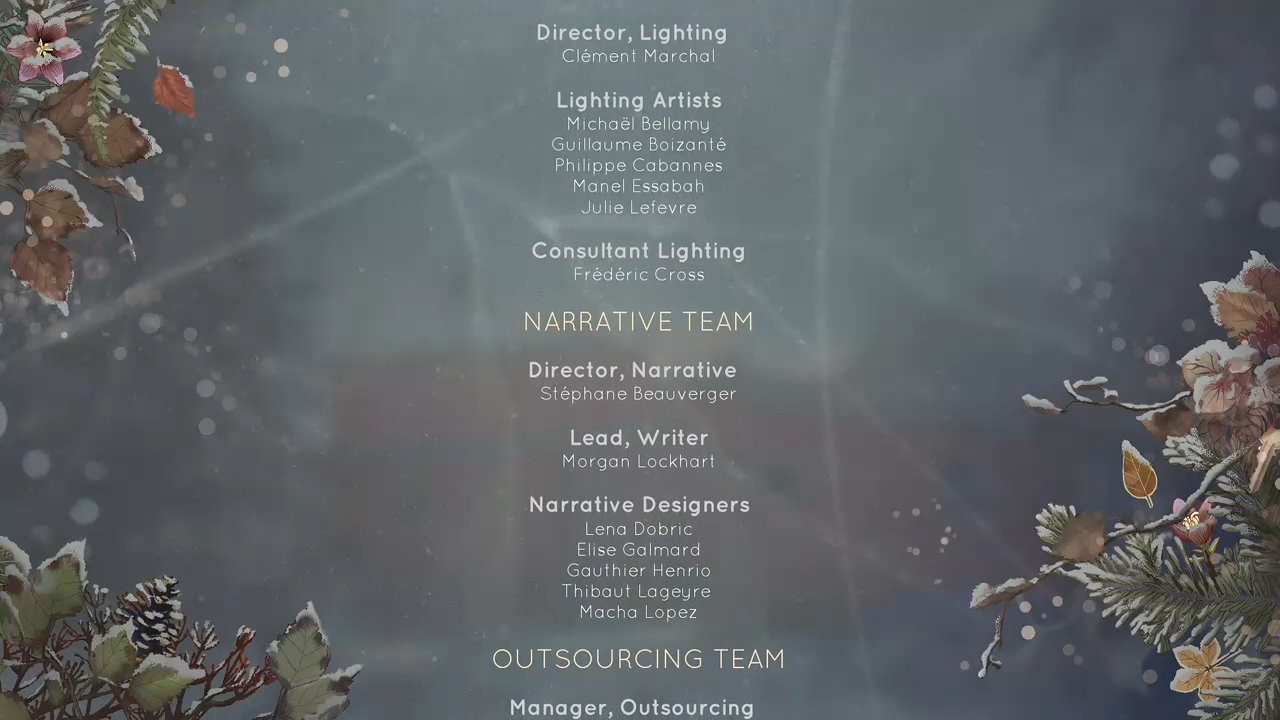 Director, Lighting
Clément Marchal
Lighting Artists
Michaël Bellamy
Guillaume Boizanté
Philippe Cabannes
Manel Essabah
Julie Lefevre
Consultant Lighting
Frédéric Cross
NARRATIVE TEAM
Director, Narrative
Stéphane Beauverger
Lead, Writer
Morgan Lockhart
Narrative Designers
Lena Dobric
Elise Galmard
Gauthier Henrio
Thibaut Lageyre
Macha Lopez
OUTSOURCING TEAM
Manager, Outsourcing